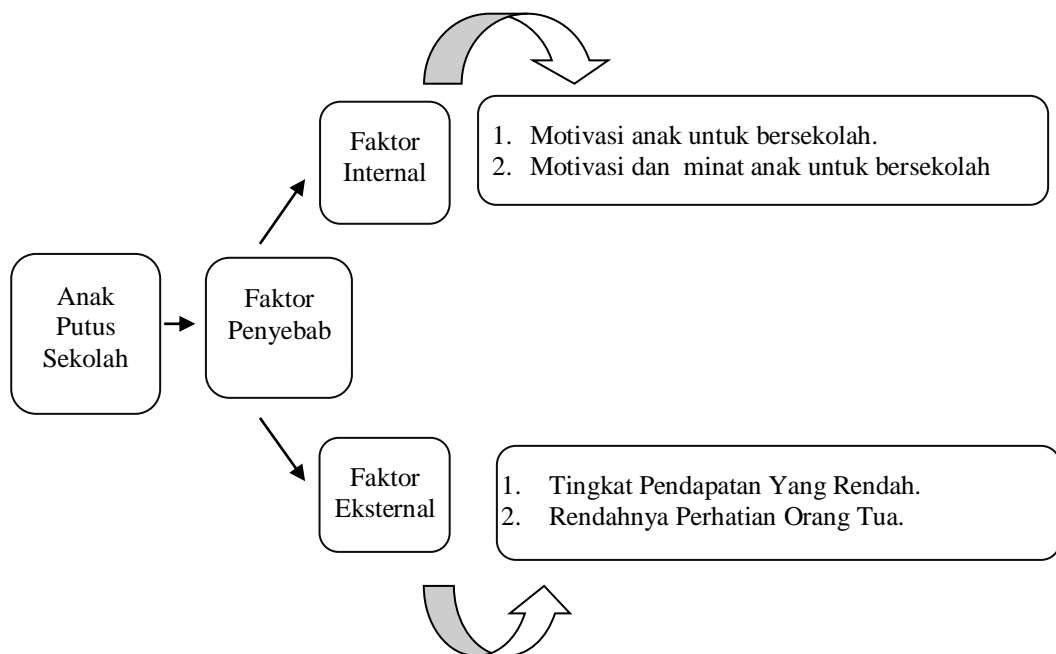 Faktor
Internal
1. Motivasi anak untuk bersekolah.
2. Motivasi dan minat anak untuk bersekolah
Anak
Putus
Sekolah
Faktor
Penyebab
Faktor
Eksternal
1. Tingkat Pendapatan Yang Rendah.
2. Rendahnya Perhatian Orang Tua.